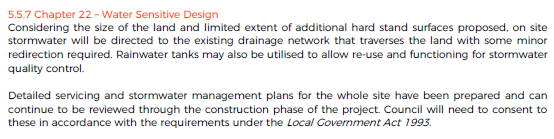 5.5.7 Chapter 22 – Water Sensitive Design
Considering the size of the land and limited extent of additional hard stand surfaces proposed, on site
stormwater will be directed to the existing drainage network that traverses the land with some minor
redirection required. Rainwater tanks may also be utilised to allow re-use and functioning for stormwater
quality control.
Detailed servicing and stormwater management plans for the whole site have been prepared and can
continue to be reviewed through the construction phase of the project. Council will need to consent to
these in accordance with the requirements under the Local Government Act 1993.